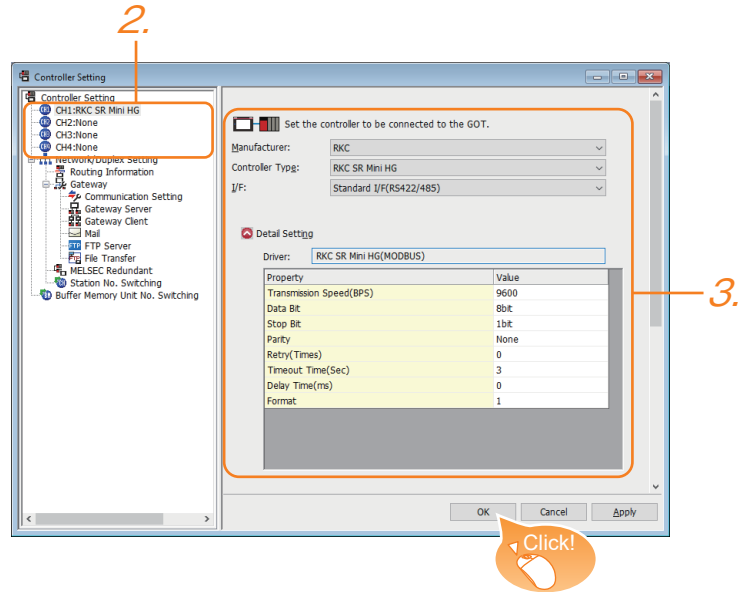 2.
Controller Setting
Controller Setting
CH1:RKC SR Mini HG
CH2:None
CH3:None
CH4:None
Network/Duplex Setting
Routing Information
Gateway
Communication Setting
Gateway Server
Gateway Client
Mail
FTP Server
File Transfer
MELSEC Redundant
Station No. Switching
Buffer Memory Unit No. Switching
Set the controller to be connected to the GOT.
Manufacturer: RKC
Controller Type: RKC SR Mini HG
I/F: Standard I/F(RS422/485)
Detail Setting
Driver: RKC SR Mini HG(MODBUS)
Property Value
Transmission Speed(BPS) 9600
Data Bit 8bit
Stop Bit 1bit
Parity None
Retry(Times) 0
Timeout Time(Sec) 3
Delay Time(ms) 0
Format 1
3.
OK Cancel Apply
Click!